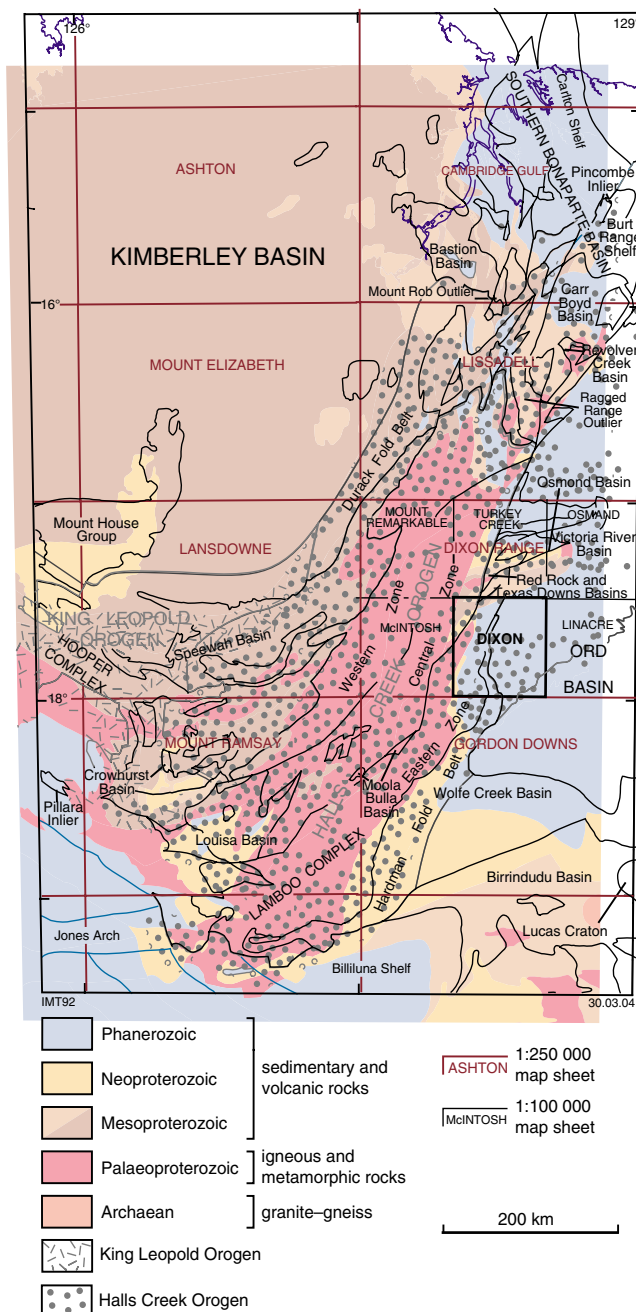 126°
129°
SOUTHERN BONAPARTE BASIN
Carlton Shelf
ASHTON
CAMBRIDGE GULF
Pincombe
Inlier
Burt
Range
Shelf
KIMBERLEY BASIN
Bastion
Basin
Mount Rob Outlier
Carr
Boyd
Basin
16°
MOUNT ELIZABETH
LISSADELL
Revolver
Creek
Basin
Ragged
Range
Outlier
Durack Fold Belt
Osmond Basin
Mount House
Group
LANSDOWNE
MOUNT
REMARKABLE
TURKEY
CREEK
OSMAND
DIXON RANGE
Victoria River
Basin
Red Rock and
Texas Downs Basins
KING LEOPOLD
OROGEN
HOOPER
COMPLEX
Speewah Basin
Western Zone
McINTOSH
HALLS CREEK OROGEN
Central Zone
DIXON
LINACRE
ORD
BASIN
18°
MOUNT RAMSAY
Eastern Zone
GORDON DOWNS
Crowhurst
Basin
Moola
Bulla
Basin
Wolfe Creek Basin
Pillara
Inlier
Louisa Basin
LAMBOO COMPLEX
Hardman Fold Belt
Birrindudu Basin
Lucas Craton
Jones Arch
Billiluna Shelf
IMT92
30.03.04
Phanerozoic
Neoproterozoic
Mesoproterozoic
sedimentary and
volcanic rocks
Palaeoproterozoic
igneous and
metamorphic rocks
Archaean
granite–gneiss
King Leopold Orogen
Halls Creek Orogen
ASHTON
1:250 000
map sheet
McINTOSH
1:100 000
map sheet
200 km